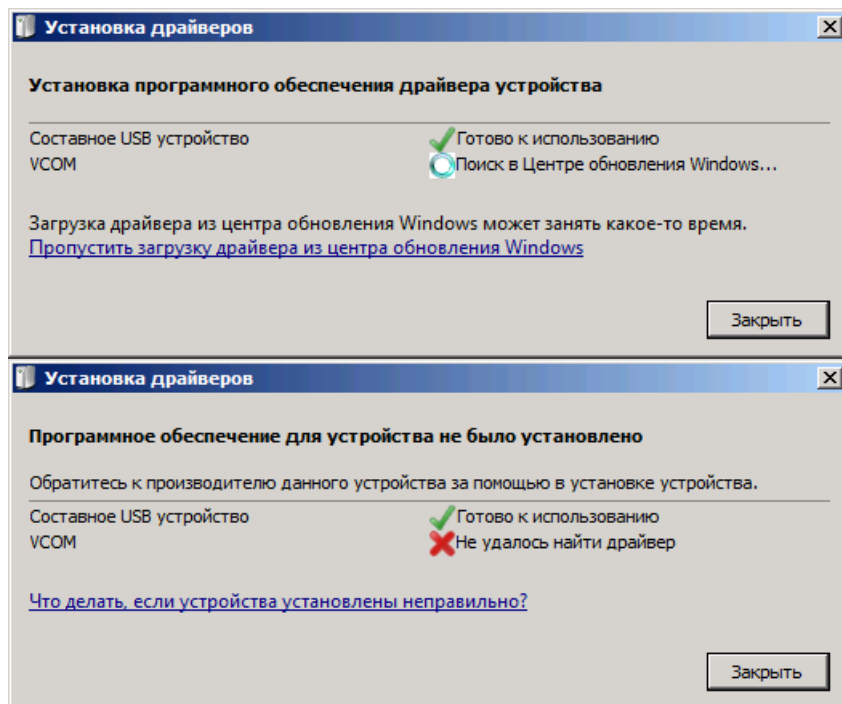 Установка драйверов
Установка программного обеспечения драйвера устройства
Составное USB устройство Готово к использованию
VCOM Поиск в Центре обновления Windows...
Загрузка драйвера из центра обновления Windows может занять какое-то время.
Пропустить загрузку драйвера из центра обновления Windows
Закрыть
Установка драйверов
Программное обеспечение для устройства не было установлено
Обратитесь к производителю данного устройства за помощью в установке устройства.
Составное USB устройство Готово к использованию
VCOM Не удалось найти драйвер
Что делать, если устройства установлены неправильно?
Закрыть